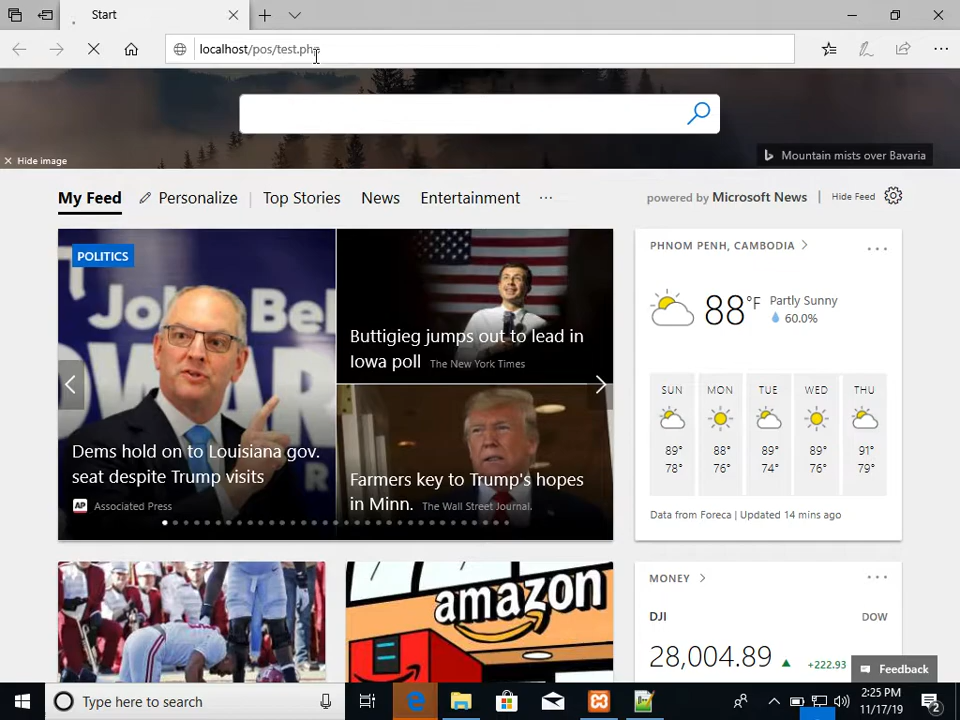 Start
localhost/pos/test.php
Hide image
Mountain mists over Bavaria
My Feed
Personalize
Top Stories
News
Entertainment
powered by Microsoft News
Hide Feed
POLITICS
Dems hold on to Louisiana gov.
seat despite Trump visits
AP Associated Press
Buttigieg jumps out to lead in
Iowa poll The New York Times
Farmers key to Trump's hopes
in Minn. The Wall Street Journal.
PHNOM PENH, CAMBODIA
88 °F Partly Sunny
60.0%
SUN MON TUE WED THU
89° 88° 89° 89° 91°
78° 76° 74° 76° 79°
Data from Foreca | Updated 14 mins ago
amazon
MONEY
DJI DOW
28,004.89 +222.93
Feedback
Type here to search
2:25 PM
11/17/19
2